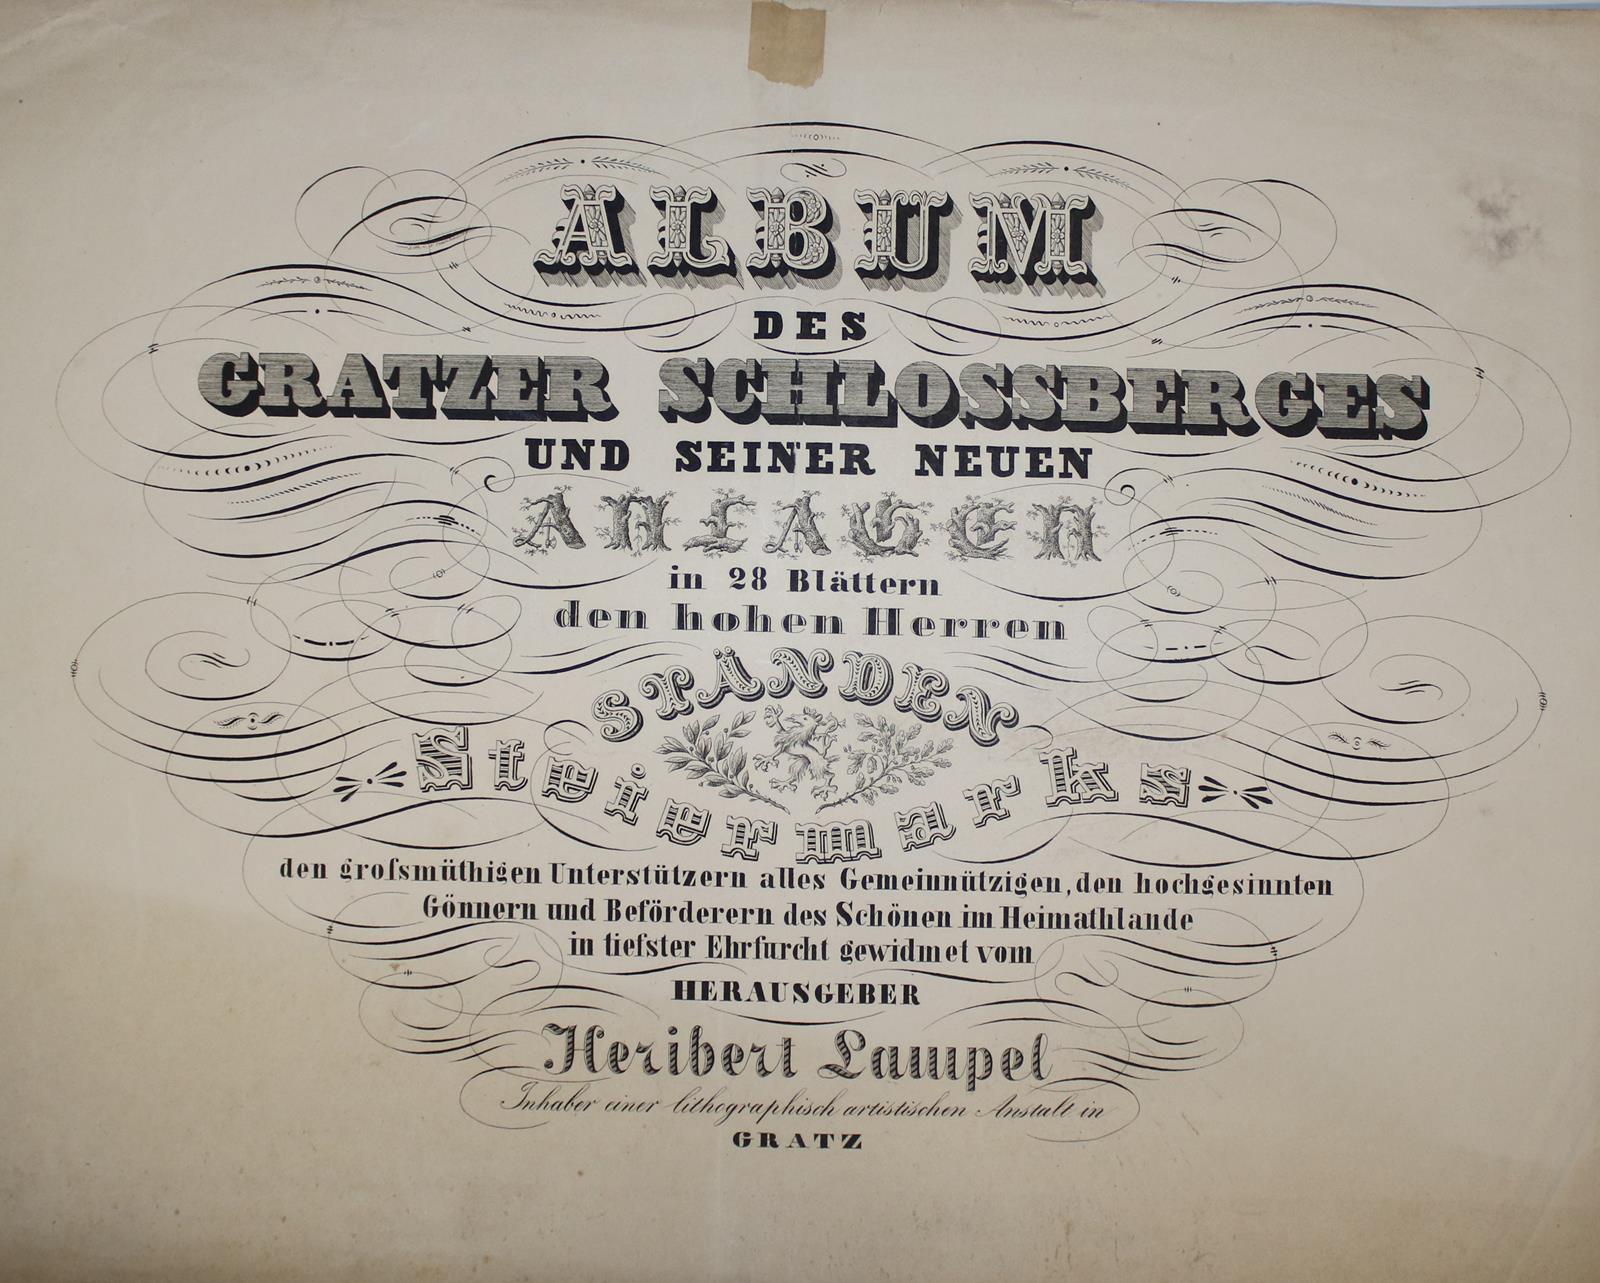 ALBUM
DES
GRATZER SCHLOSSBERGES
UND SEINER NEUEN
ANLAGEN
in 28 Blättern
den hohen Herren
STÄNDEN
Steiermarks
den groſsmüthigen Unterstützern alles Gemeinnützigen, den hochgesinnten
Gönnern und Beförderern des Schönen im Heimathlande
in tiefster Ehrfurcht gewidmet vom
HERAUSGEBER
Heribert Lampel
Inhaber einer lithographisch artistischen Anstalt in
GRATZ